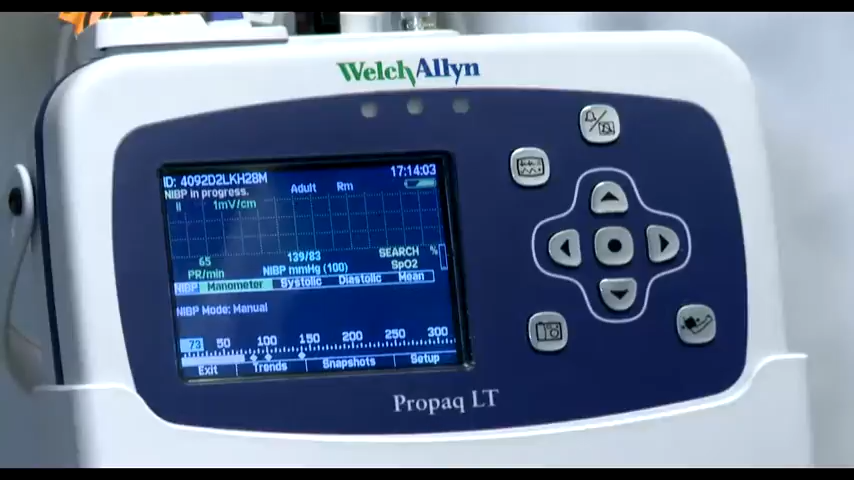 WelchAllyn
ID: 4092D2LKH28M
17:14:03
NIBP in progress.
Adult Rm
II 1mV/cm
65
PR/min
139/83
NIBP mmHg (100)
SEARCH
SpO2
%
NIBP Manometer Systolic Diastolic Mean
NIBP Mode: Manual
73 50 100 150 200 250 300
Exit Trends Snapshots Setup
Propaq LT